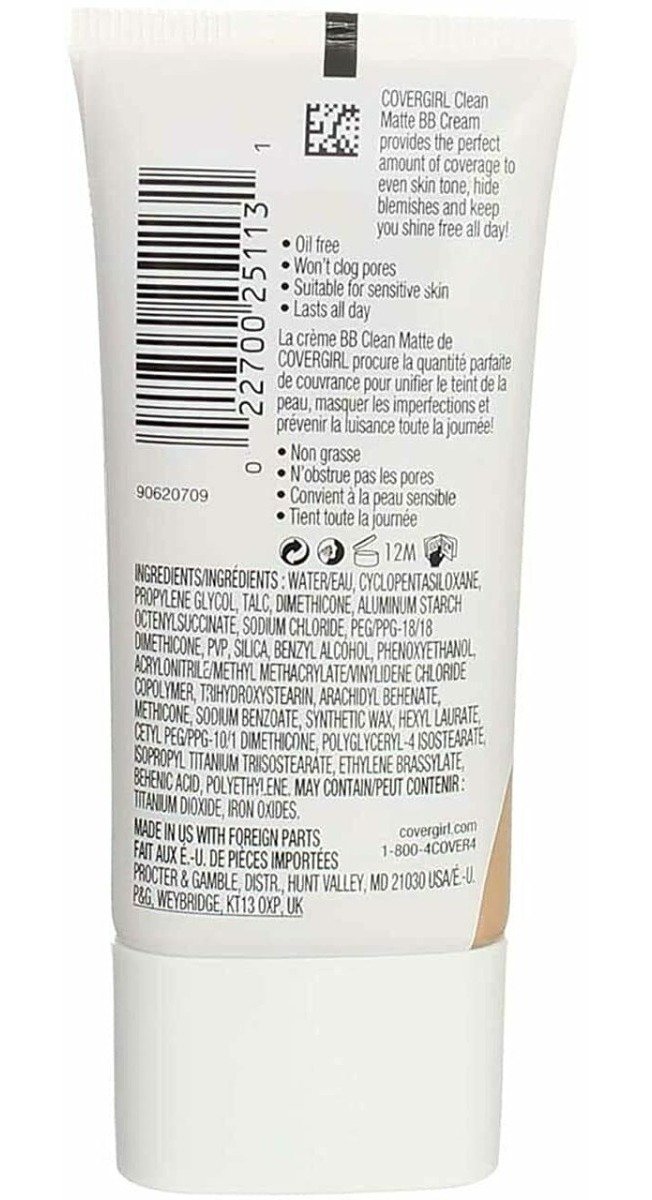 COVERGIRL Clean
Matte BB Cream
provides the perfect
amount of coverage to
even skin tone, hide
blemishes and keep
you shine free all day!
• Oil free
• Won't clog pores
• Suitable for sensitive skin
• Lasts all day
La crème BB Clean Matte de
COVERGIRL procure la quantité parfaite
de couvrance pour unifier le teint de la
peau, masquer les imperfections et
prévenir la luisance toute la journée!
• Non grasse
• N'obstrue pas les pores
• Convient à la peau sensible
• Tient toute la journée
0 22700 25113 1
90620709
12M
INGREDIENTS/INGRÉDIENTS : WATER/EAU, CYCLOPENTASILOXANE,
PROPYLENE GLYCOL, TALC, DIMETHICONE, ALUMINUM STARCH
OCTENYLSUCCINATE, SODIUM CHLORIDE, PEG/PPG-18/18
DIMETHICONE, PVP, SILICA, BENZYL ALCOHOL, PHENOXYETHANOL,
ACRYLONITRILE/METHYL METHACRYLATE/VINYLIDENE CHLORIDE
COPOLYMER, TRIHYDROXYSTEARIN, ARACHIDYL BEHENATE,
METHICONE, SODIUM BENZOATE, SYNTHETIC WAX, HEXYL LAURATE,
CETYL PEG/PPG-10/1 DIMETHICONE, POLYGLYCERYL-4 ISOSTEARATE,
ISOPROPYL TITANIUM TRIISOSTEARATE, ETHYLENE BRASSYLATE,
BEHENIC ACID, POLYETHYLENE. MAY CONTAIN/PEUT CONTENIR :
TITANIUM DIOXIDE, IRON OXIDES.
MADE IN US WITH FOREIGN PARTS
FAIT AUX É.-U. DE PIÈCES IMPORTÉES
covergirl.com
1-800-4COVER4
PROCTER & GAMBLE, DISTR., HUNT VALLEY, MD 21030 USA/É.-U.
P&G, WEYBRIDGE, KT13 0XP, UK